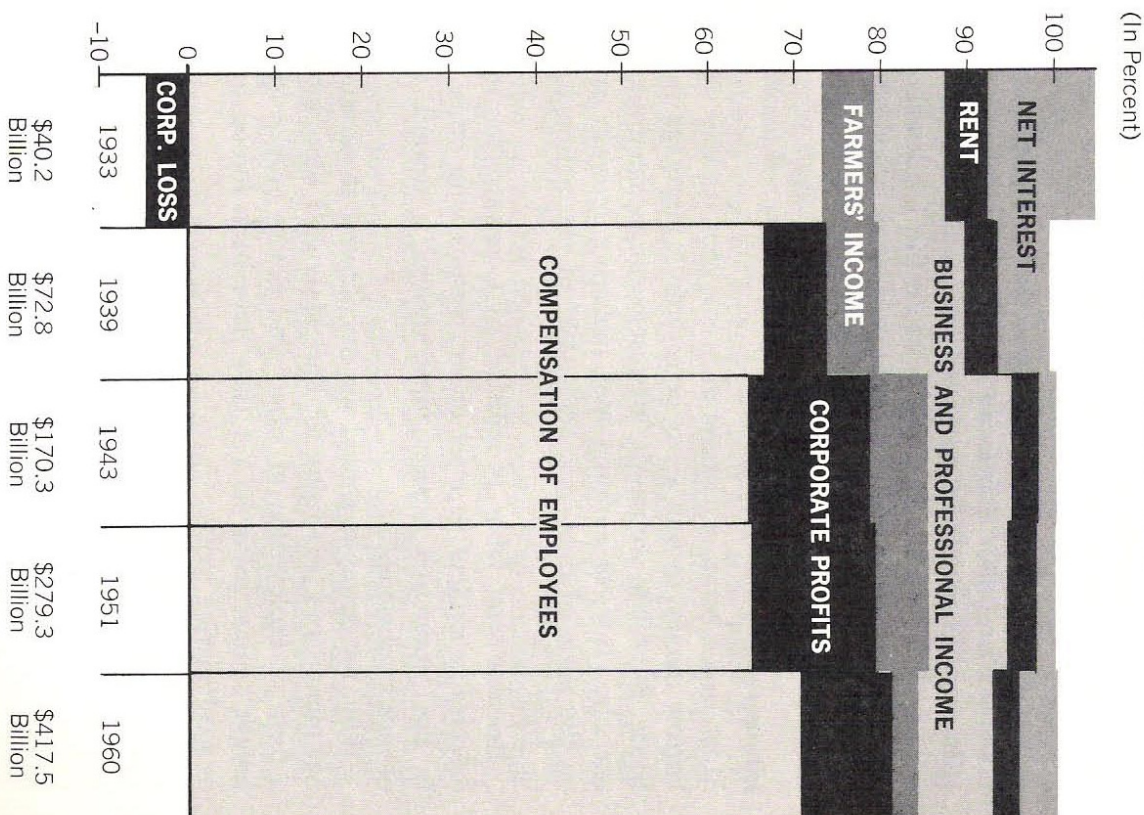 (In Percent)
100
90
80
70
60
50
40
30
20
10
0
-10
NET INTEREST
RENT
BUSINESS AND PROFESSIONAL INCOME
FARMERS' INCOME
CORPORATE PROFITS
COMPENSATION OF EMPLOYEES
CORP. LOSS
1933
1939
1943
1951
1960
$40.2
Billion
$72.8
Billion
$170.3
Billion
$279.3
Billion
$417.5
Billion